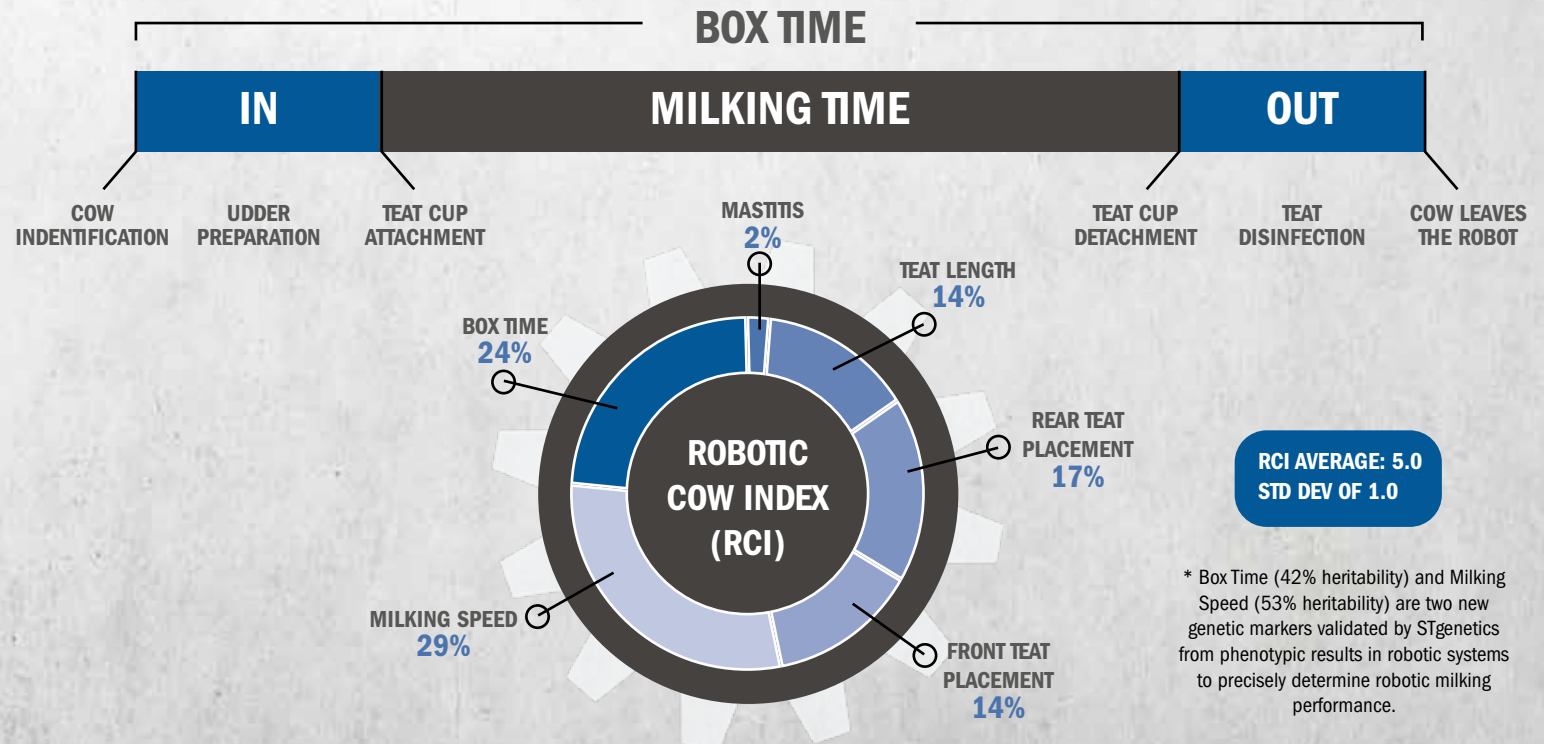 BOX TIME
IN
MILKING TIME
OUT
COW
INDENTIFICATION
UDDER
PREPARATION
TEAT CUP
ATTACHMENT
TEAT CUP
DETACHMENT
TEAT
DISINFECTION
COW LEAVES
THE ROBOT
MASTITIS
2%
TEAT LENGTH
14%
BOX TIME
24%
REAR TEAT
PLACEMENT
17%
ROBOTIC
COW INDEX
(RCI)
MILKING SPEED
29%
FRONT TEAT
PLACEMENT
14%
RCI AVERAGE: 5.0
STD DEV OF 1.0
* Box Time (42% heritability) and Milking
Speed (53% heritability) are two new
genetic markers validated by STgenetics
from phenotypic results in robotic systems
to precisely determine robotic milking
performance.